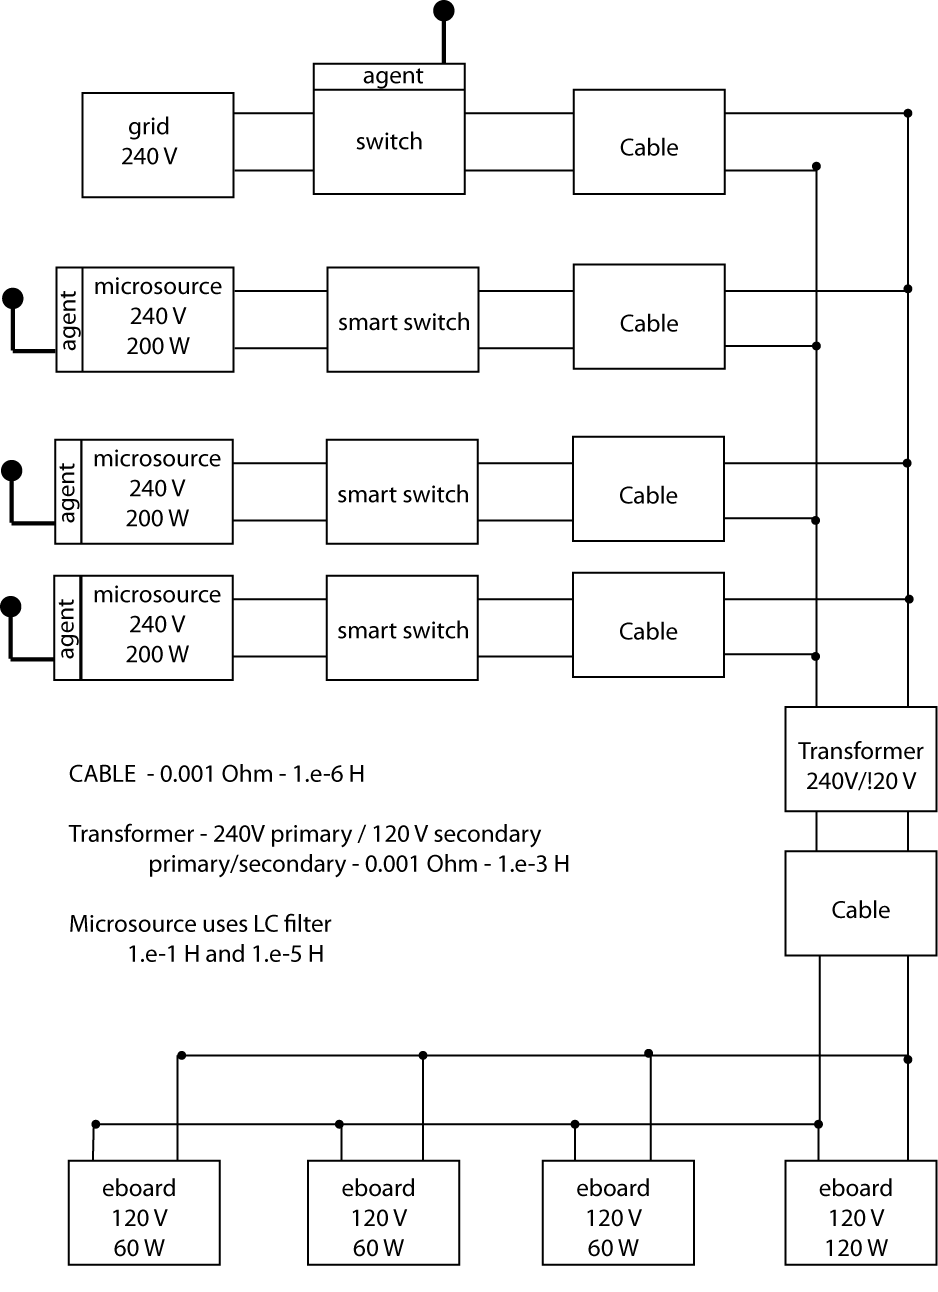 agent
grid
240 V
switch
Cable
agent
microsource
240 V
200 W
smart switch
Cable
agent
microsource
240 V
200 W
smart switch
Cable
agent
microsource
240 V
200 W
smart switch
Cable
Transformer
240V/!20 V
CABLE - 0.001 Ohm - 1.e-6 H
Transformer - 240V primary / 120 V secondary
primary/secondary - 0.001 Ohm - 1.e-3 H
Cable
Microsource uses LC filter
1.e-1 H and 1.e-5 H
eboard
120 V
60 W
eboard
120 V
60 W
eboard
120 V
60 W
eboard
120 V
120 W